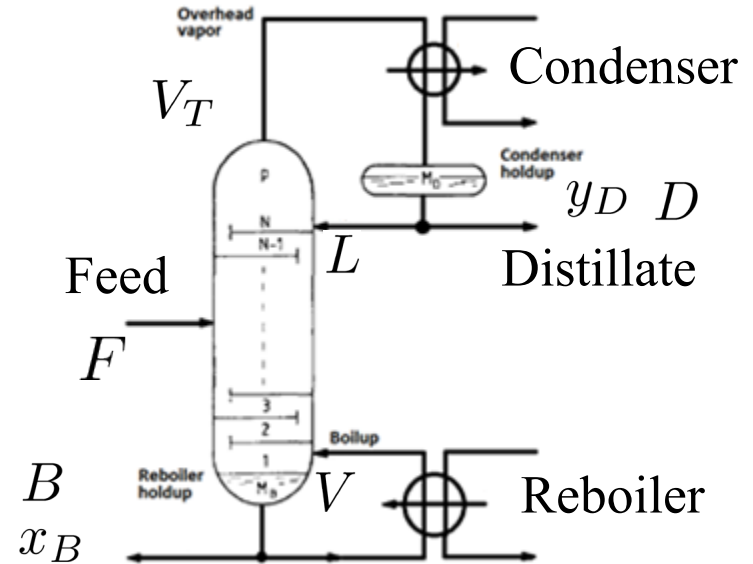 Overhead
vapor
Condenser
V_T
Condenser
holdup
P
M_D
y_D D
N
N-1
L
Distillate
Feed
F
3
2
Boilup
1
Reboiler
holdup
M_B
V
B
Reboiler
x_B